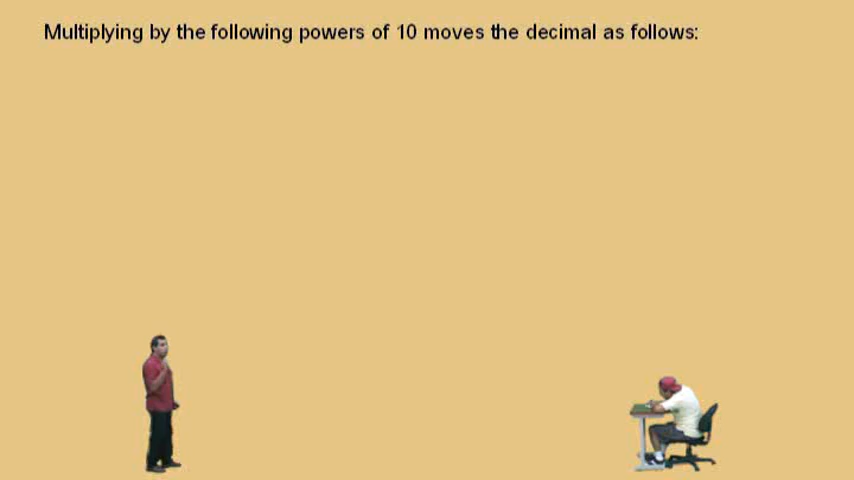 Multiplying by the following powers of 10 moves the decimal as follows: